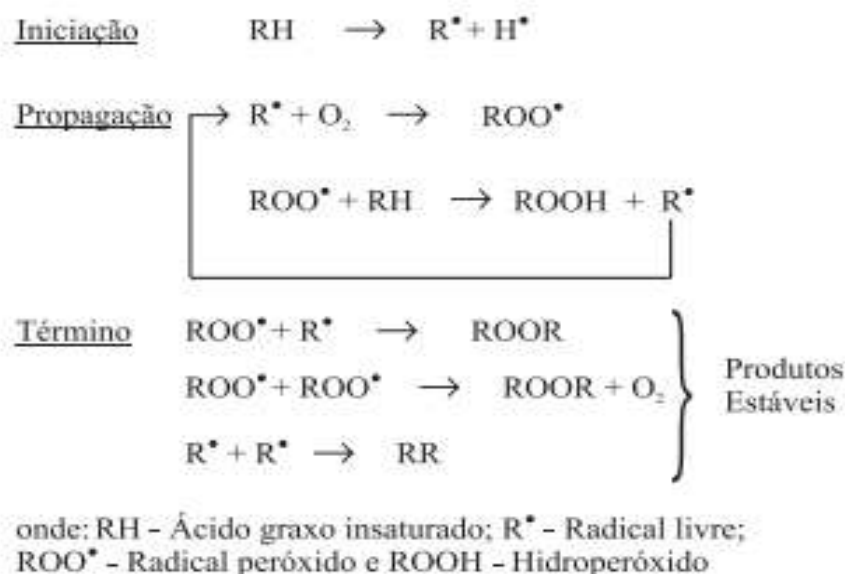 Iniciação RH → R• + H•
Propagação → R• + O₂ → ROO•
ROO• + RH → ROOH + R•
Término ROO• + R• → ROOR
ROO• + ROO• → ROOR + O₂
R• + R• → RR
Produtos
Estáveis
onde: RH - Ácido graxo insaturado; R• - Radical livre;
ROO• - Radical peróxido e ROOH - Hidroperóxido